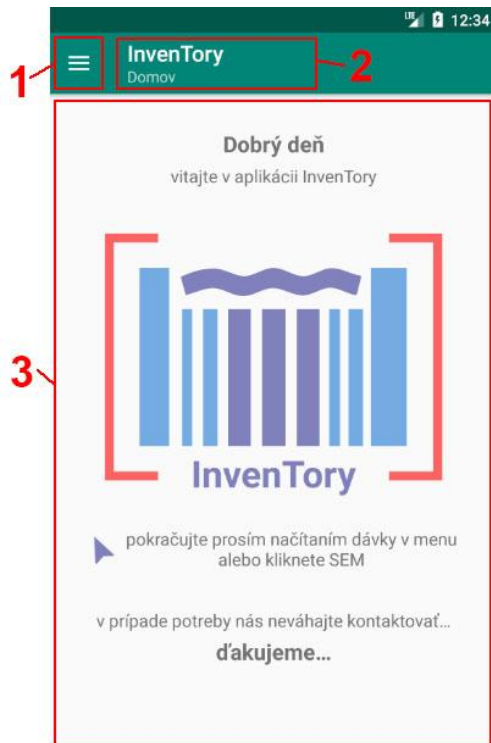 LTE 12:34
1 InvenTory 2
Domov
3
Dobrý deň
vitajte v aplikácii InvenTory
InvenTory
pokračujte prosím načítaním dávky v menu
alebo kliknete SEM
v prípade potreby nás neváhajte kontaktovať...
ďakujeme...